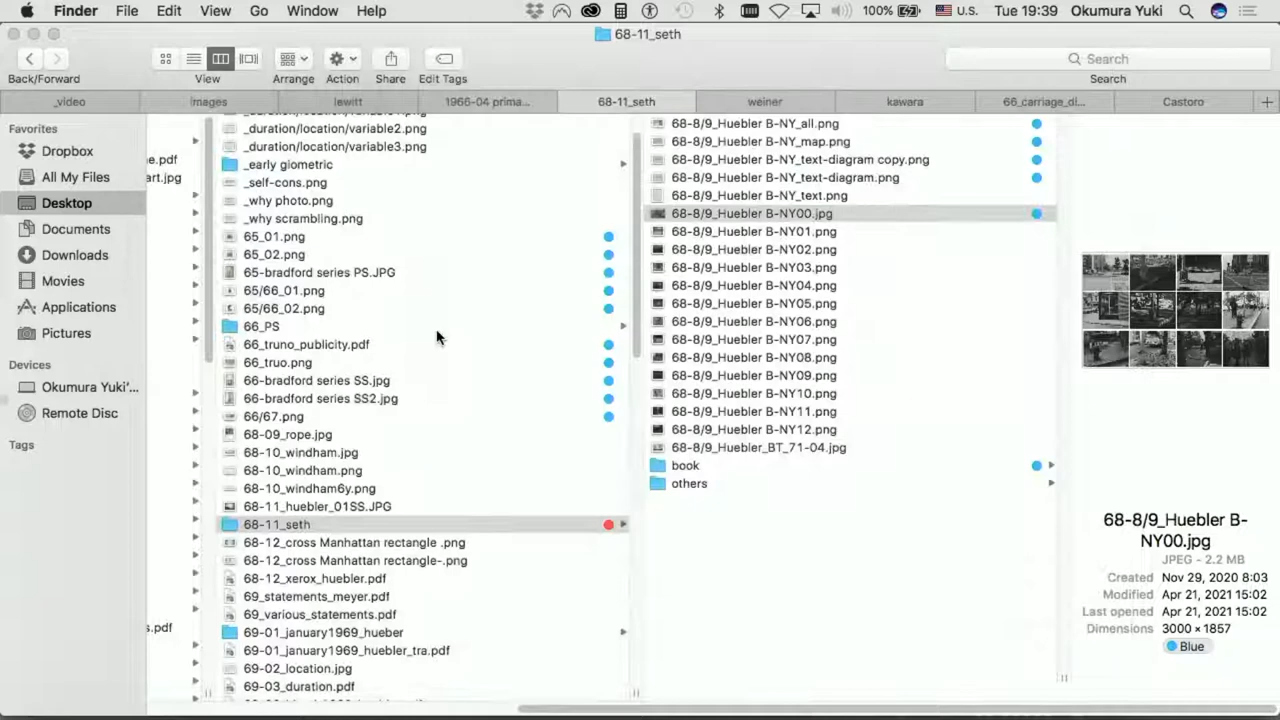 Finder File Edit View Go Window Help 100% U.S. Tue 19:39 Okumura Yuki
68-11_seth
Back/Forward View Arrange Action Share Edit Tags Search
Search
_video images lewitt 1966-04 prima... 68-11_seth weiner kawara 66_carriage_di... Castoro
Favorites
Dropbox
All My Files
Desktop
Documents
Downloads
Movies
Applications
Pictures
Devices
Okumura Yuki'...
Remote Disc
Tags
e.pdf
art.jpg
s.pdf
_duration/location/variable2.png
_duration/location/variable3.png
_early giometric
_self-cons.png
_why photo.png
_why scrambling.png
65_01.png
65_02.png
65-bradford series PS.JPG
65/66_01.png
65/66_02.png
66_PS
66_truno_publicity.pdf
66_truo.png
66-bradford series SS.jpg
66-bradford series SS2.jpg
66/67.png
68-09_rope.jpg
68-10_windham.jpg
68-10_windham.png
68-10_windham6y.png
68-11_huebler_01SS.JPG
68-11_seth
68-12_cross Manhattan rectangle .png
68-12_cross Manhattan rectangle-.png
68-12_xerox_huebler.pdf
69_statements_meyer.pdf
69_various_statements.pdf
69-01_january1969_hueber
69-01_january1969_huebler_tra.pdf
69-02_location.jpg
69-03_duration.pdf
68-8/9_Huebler B-NY_all.png
68-8/9_Huebler B-NY_map.png
68-8/9_Huebler B-NY_text-diagram copy.png
68-8/9_Huebler B-NY_text-diagram.png
68-8/9_Huebler B-NY_text.png
68-8/9_Huebler B-NY00.jpg
68-8/9_Huebler B-NY01.png
68-8/9_Huebler B-NY02.png
68-8/9_Huebler B-NY03.png
68-8/9_Huebler B-NY04.png
68-8/9_Huebler B-NY05.png
68-8/9_Huebler B-NY06.png
68-8/9_Huebler B-NY07.png
68-8/9_Huebler B-NY08.png
68-8/9_Huebler B-NY09.png
68-8/9_Huebler B-NY10.png
68-8/9_Huebler B-NY11.png
68-8/9_Huebler B-NY12.png
68-8/9_Huebler_BT_71-04.jpg
book
others
68-8/9_Huebler B-
NY00.jpg
JPEG - 2.2 MB
Created Nov 29, 2020 8:03
Modified Apr 21, 2021 15:02
Last opened Apr 21, 2021 15:02
Dimensions 3000 × 1857
Blue